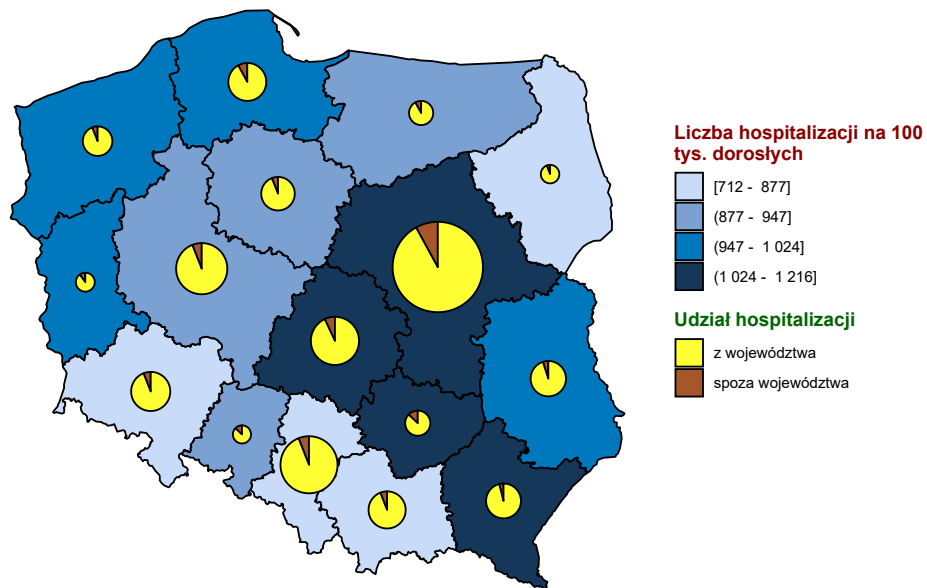 Liczba hospitalizacji na 100
tys. dorosłych
[712 - 877]
(877 - 947]
(947 - 1 024]
(1 024 - 1 216]
Udział hospitalizacji
z województwa
spoza województwa